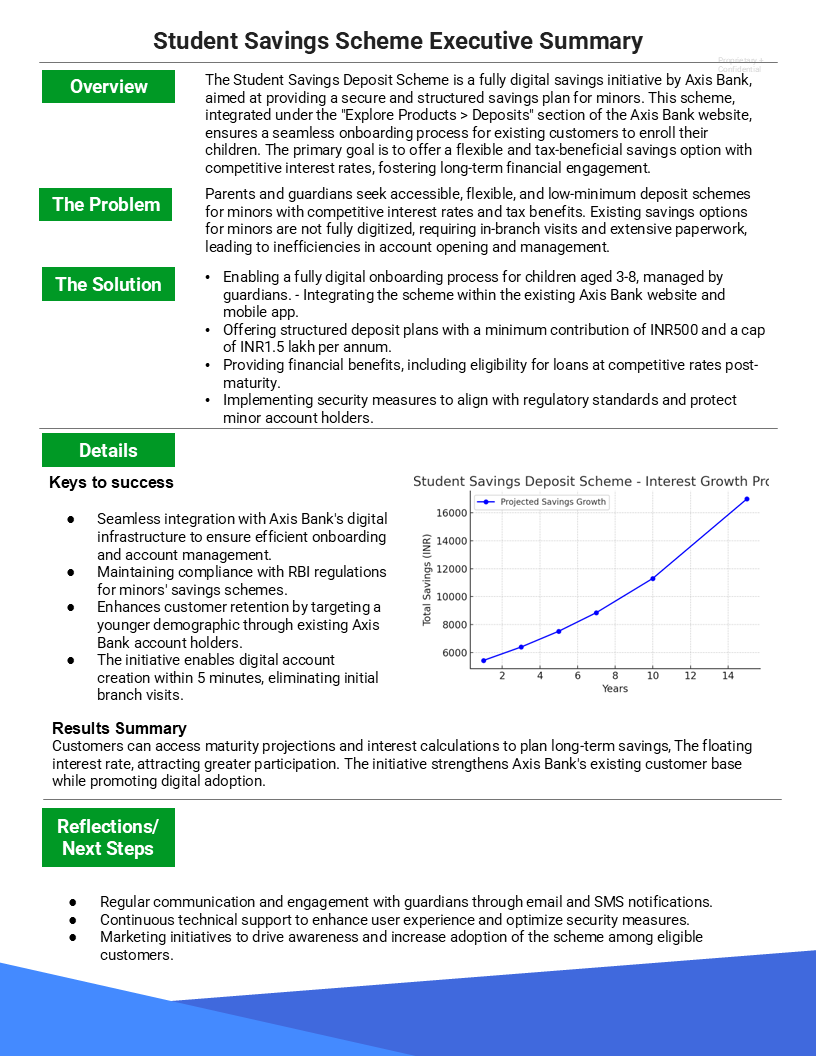 Student Savings Scheme Executive Summary
Proprietary +
Confidential
Overview
The Student Savings Deposit Scheme is a fully digital savings initiative by Axis Bank,
aimed at providing a secure and structured savings plan for minors. This scheme,
integrated under the "Explore Products > Deposits" section of the Axis Bank website,
ensures a seamless onboarding process for existing customers to enroll their
children. The primary goal is to offer a flexible and tax-beneficial savings option with
competitive interest rates, fostering long-term financial engagement.
The Problem
Parents and guardians seek accessible, flexible, and low-minimum deposit schemes
for minors with competitive interest rates and tax benefits. Existing savings options
for minors are not fully digitized, requiring in-branch visits and extensive paperwork,
leading to inefficiencies in account opening and management.
The Solution
• Enabling a fully digital onboarding process for children aged 3-8, managed by
guardians. - Integrating the scheme within the existing Axis Bank website and
mobile app.
• Offering structured deposit plans with a minimum contribution of INR500 and a cap
of INR1.5 lakh per annum.
• Providing financial benefits, including eligibility for loans at competitive rates post-
maturity.
• Implementing security measures to align with regulatory standards and protect
minor account holders.
Details
Keys to success
● Seamless integration with Axis Bank's digital
infrastructure to ensure efficient onboarding
and account management.
● Maintaining compliance with RBI regulations
for minors' savings schemes.
● Enhances customer retention by targeting a
younger demographic through existing Axis
Bank account holders.
● The initiative enables digital account
creation within 5 minutes, eliminating initial
branch visits.
Student Savings Deposit Scheme - Interest Growth Pro
Projected Savings Growth
Total Savings (INR)
16000
14000
12000
10000
8000
6000
2 4 6 8 10 12 14
Years
Results Summary
Customers can access maturity projections and interest calculations to plan long-term savings, The floating
interest rate, attracting greater participation. The initiative strengthens Axis Bank's existing customer base
while promoting digital adoption.
Reflections/
Next Steps
● Regular communication and engagement with guardians through email and SMS notifications.
● Continuous technical support to enhance user experience and optimize security measures.
● Marketing initiatives to drive awareness and increase adoption of the scheme among eligible
customers.